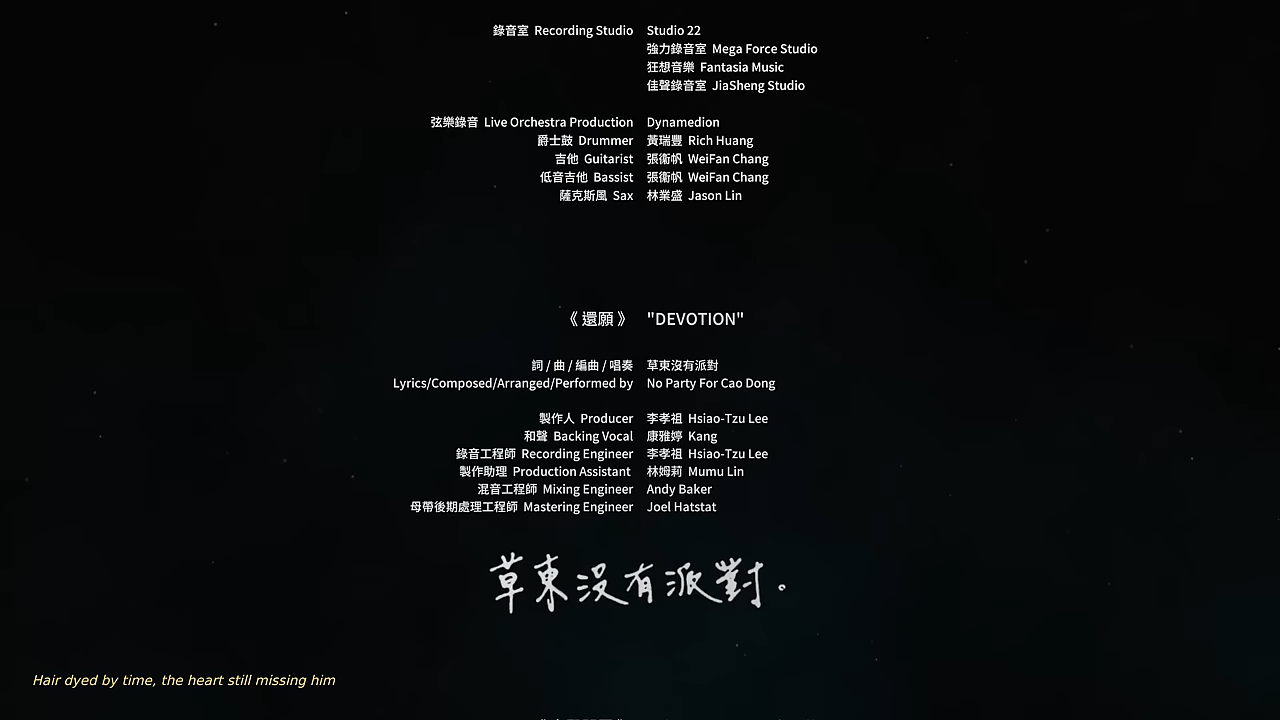 錄音室 Recording Studio Studio 22
強力錄音室 Mega Force Studio
狂想音樂 Fantasia Music
佳聲錄音室 JiaSheng Studio
弦樂錄音 Live Orchestra Production Dynamedion
爵士鼓 Drummer 黃瑞豐 Rich Huang
吉他 Guitarist 張衞帆 WeiFan Chang
低音吉他 Bassist 張衞帆 WeiFan Chang
薩克斯風 Sax 林業盛 Jason Lin
《 還願 》 "DEVOTION"
詞 / 曲 / 編曲 / 唱奏 草東沒有派對
Lyrics/Composed/Arranged/Performed by No Party For Cao Dong
製作人 Producer 李孝祖 Hsiao-Tzu Lee
和聲 Backing Vocal 康雅婷 Kang
錄音工程師 Recording Engineer 李孝祖 Hsiao-Tzu Lee
製作助理 Production Assistant 林姆莉 Mumu Lin
混音工程師 Mixing Engineer Andy Baker
母帶後期處理工程師 Mastering Engineer Joel Hatstat
草東沒有派對。
Hair dyed by time, the heart still missing him